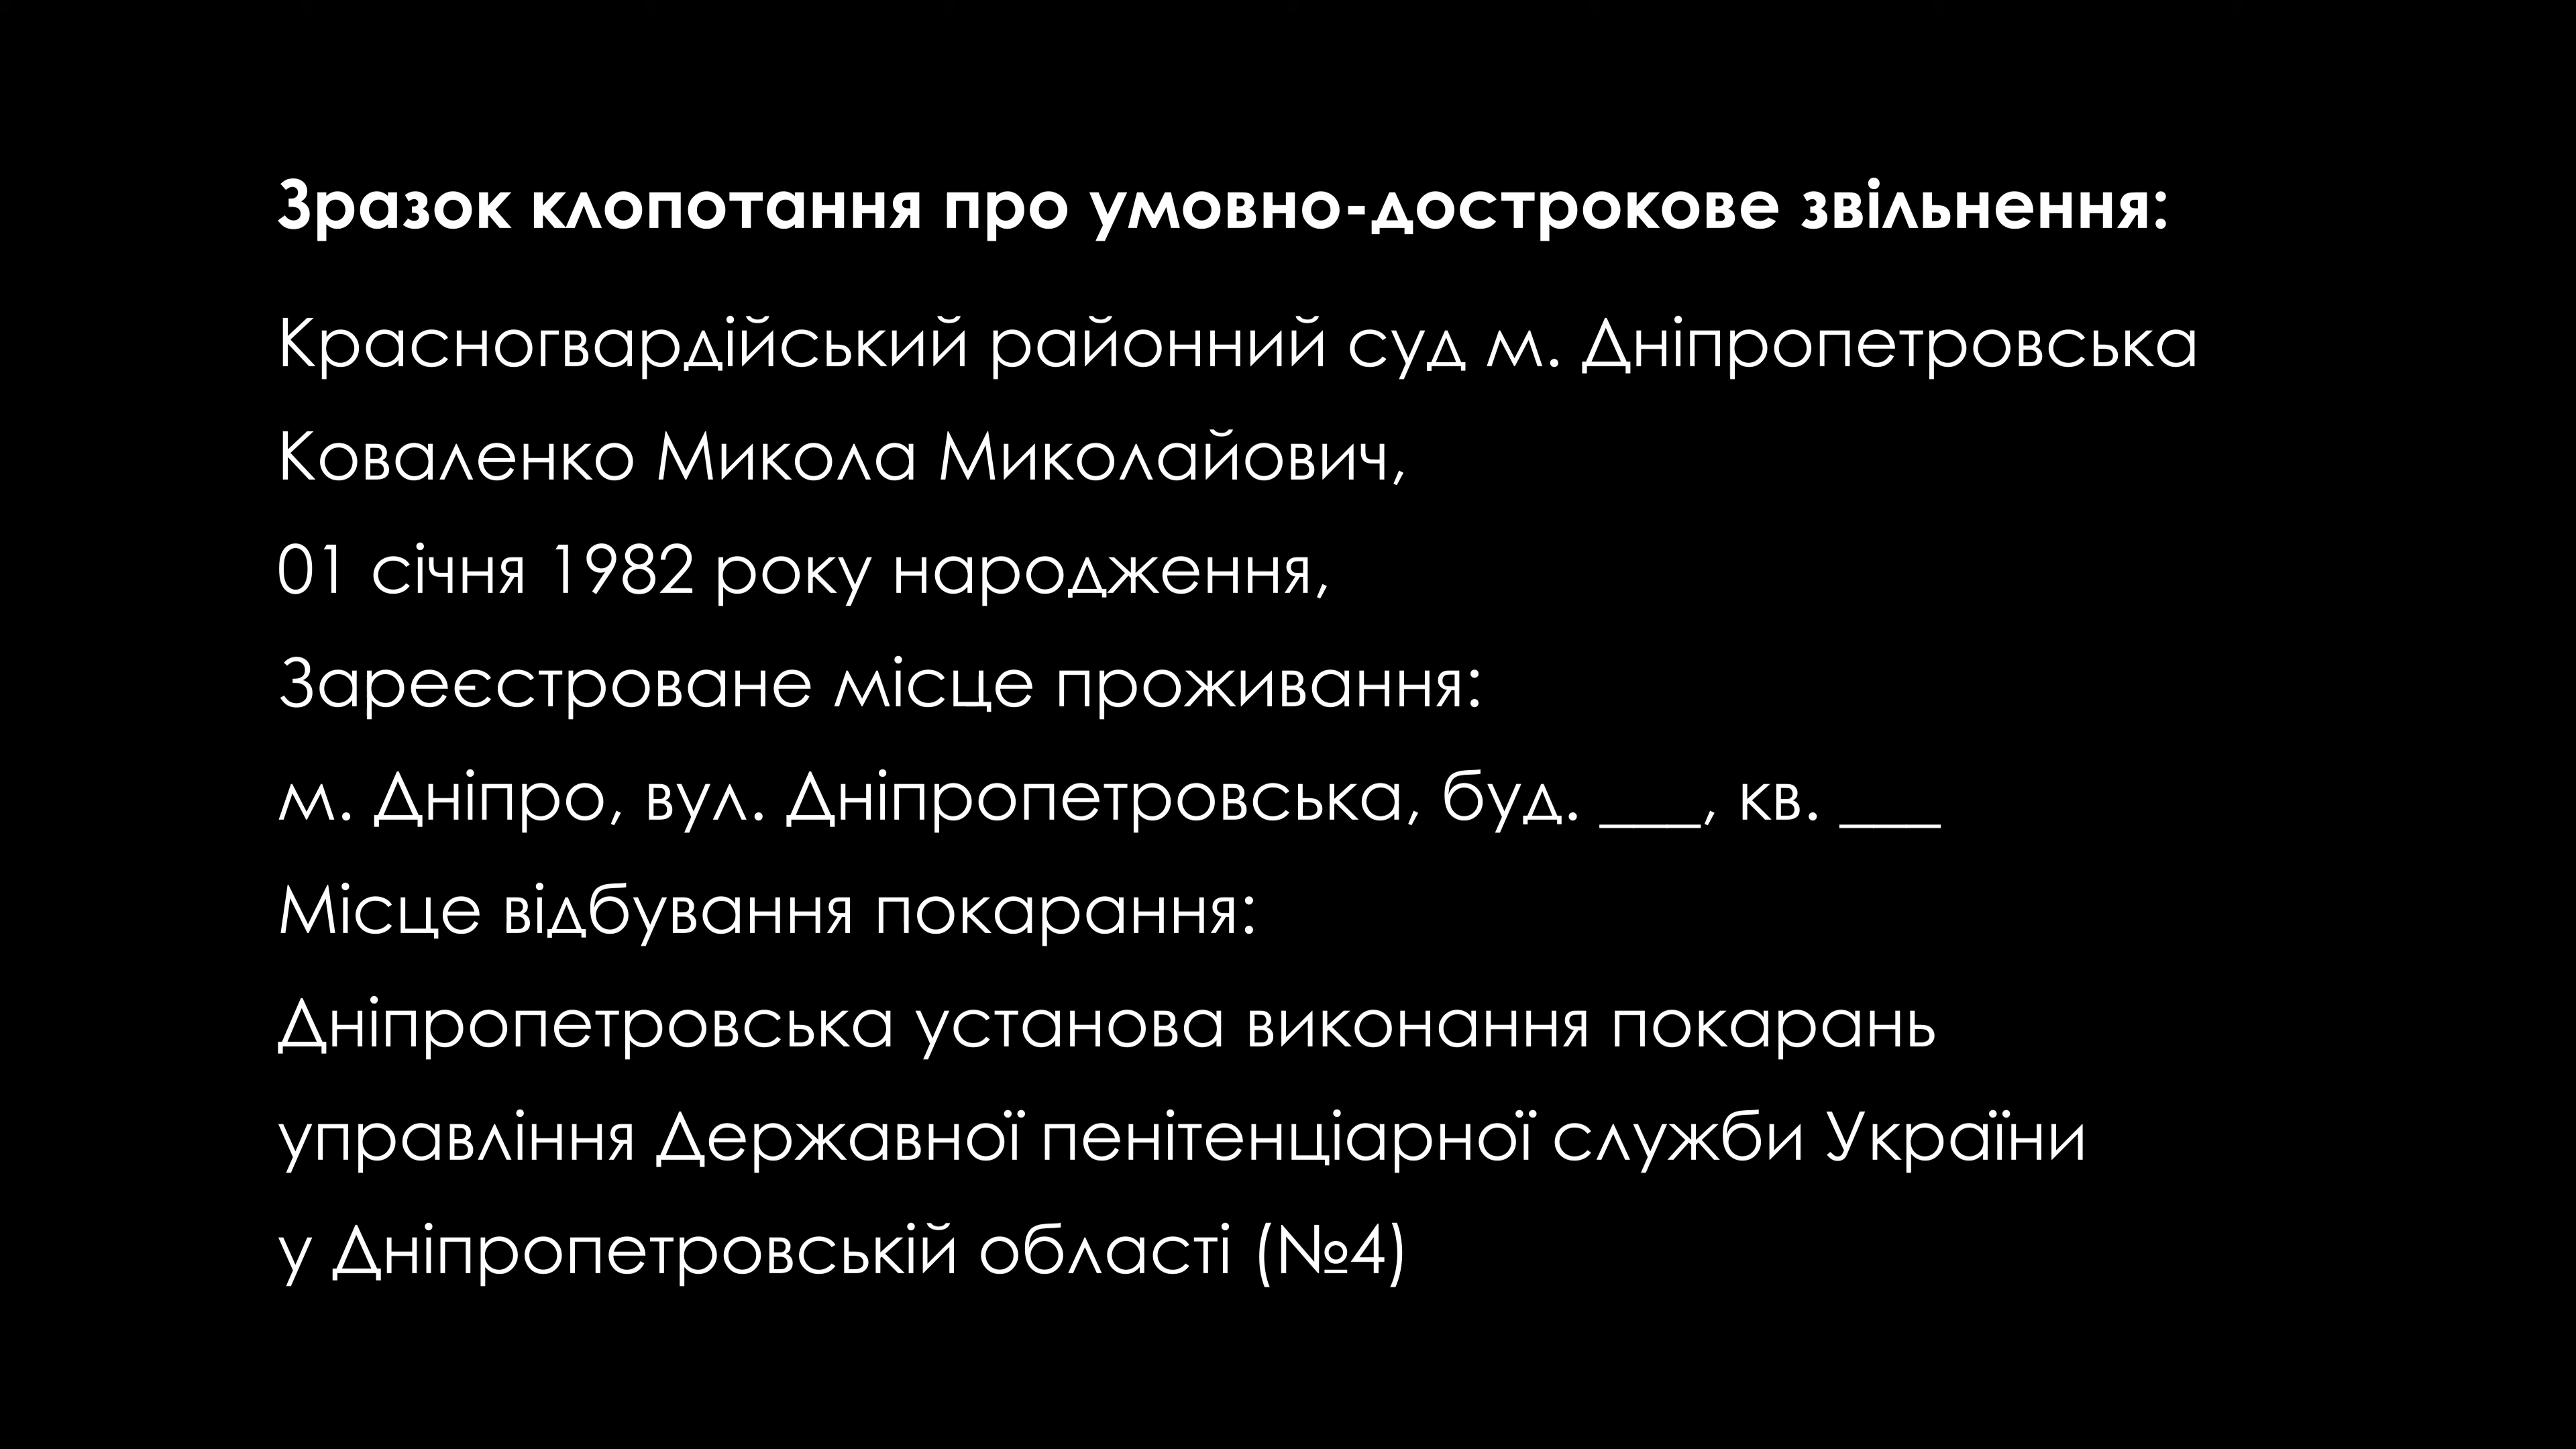 Зразок клопотання про умовно-дострокове звільнення:
Красногвардійський районний суд м. Дніпропетровська
Коваленко Микола Миколайович,
01 січня 1982 року народження,
Зареєстроване місце проживання:
м. Дніпро, вул. Дніпропетровська, буд. ___, кв. ___
Місце відбування покарання:
Дніпропетровська установа виконання покарань
управління Державної пенітенціарної служби України
у Дніпропетровській області (№4)